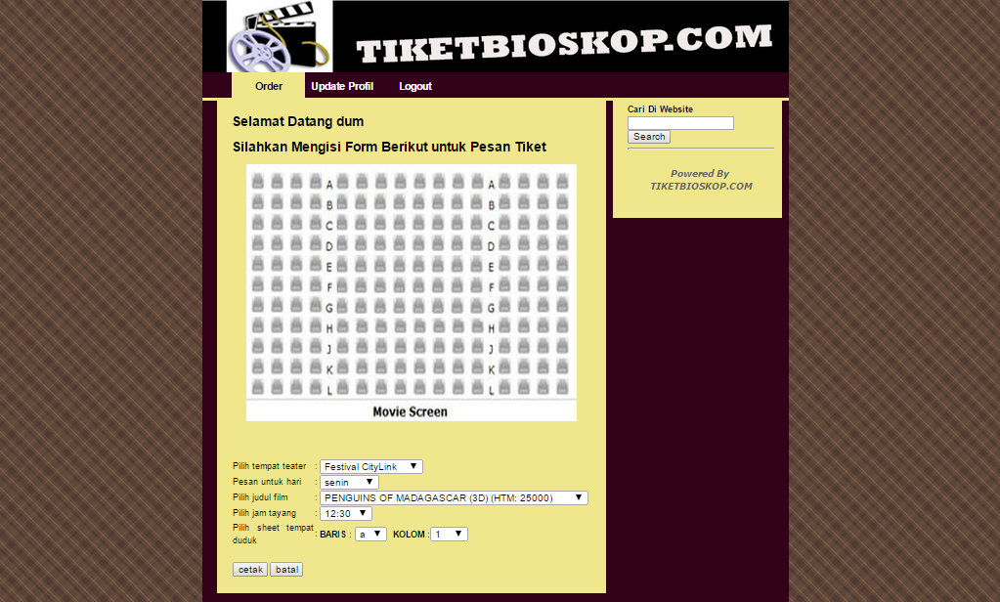 TIKETBIOSKOP.COM
Order Update Profil Logout
Selamat Datang dum
Silahkan Mengisi Form Berikut untuk Pesan Tiket
A A
B B
C C
D D
E E
F F
G G
H H
J J
K K
L L
Movie Screen
Pilih tempat teater : Festival CityLink
Pesan untuk hari : senin
Pilih judul film : PENGUINS OF MADAGASCAR (3D) (HTM: 25000)
Pilih jam tayang : 12:30
Pilih sheet tempat duduk : BARIS : a KOLOM : 1
cetak batal
Cari Di Website
Search
Powered By
TIKETBIOSKOP.COM